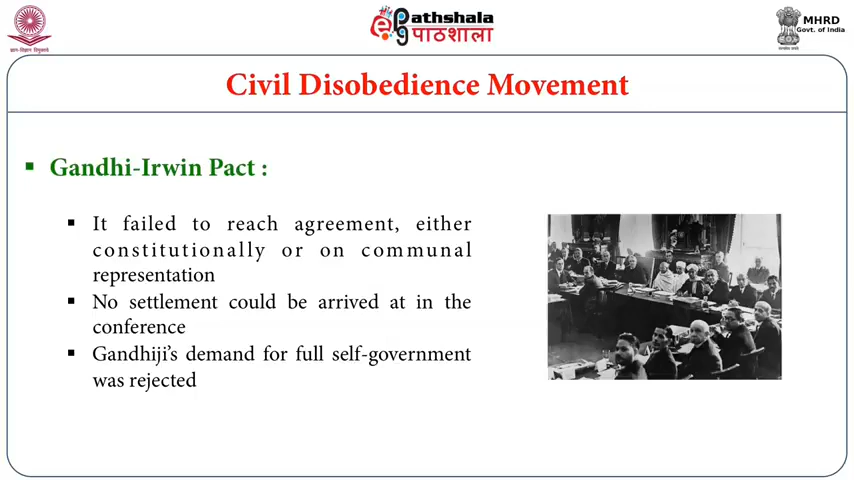 ePathshala
पाठशाला
MHRD
Govt. of India
Civil Disobedience Movement
Gandhi-Irwin Pact :
It failed to reach agreement, either
constitutionally or on communal
representation
No settlement could be arrived at in the
conference
Gandhiji's demand for full self-government
was rejected